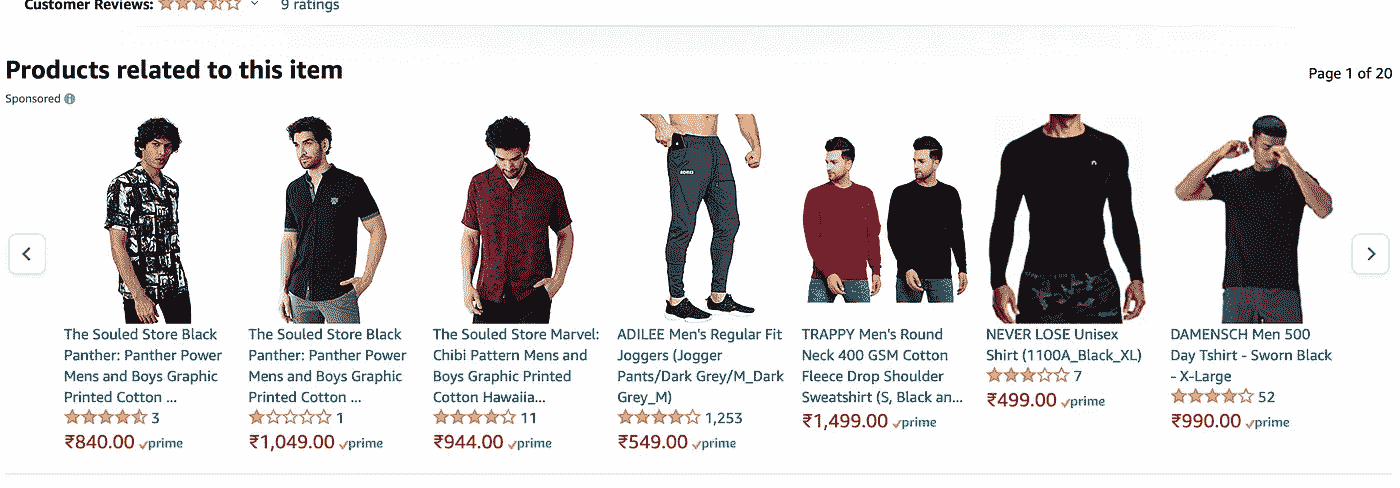 Customer Reviews: 9 ratings
Products related to this item
Page 1 of 20
Sponsored
The Souled Store Black
Panther: Panther Power
Mens and Boys Graphic
Printed Cotton ...
3
₹840.00 prime
The Souled Store Black
Panther: Panther Power
Mens and Boys Graphic
Printed Cotton ...
1
₹1,049.00 prime
The Souled Store Marvel:
Chibi Pattern Mens and
Boys Graphic Printed
Cotton Hawaiia...
11
₹944.00 prime
ADILEE Men's Regular Fit
Joggers (Jogger
Pants/Dark Grey/M_Dark
Grey_M)
1,253
₹549.00 prime
TRAPPY Men's Round
Neck 400 GSM Cotton
Fleece Drop Shoulder
Sweatshirt (S, Black an...
₹1,499.00 prime
NEVER LOSE Unisex
Shirt (1100A_Black_XL)
7
₹499.00 prime
DAMENSCH Men 500
Day Tshirt - Sworn Black
- X-Large
52
₹990.00 prime